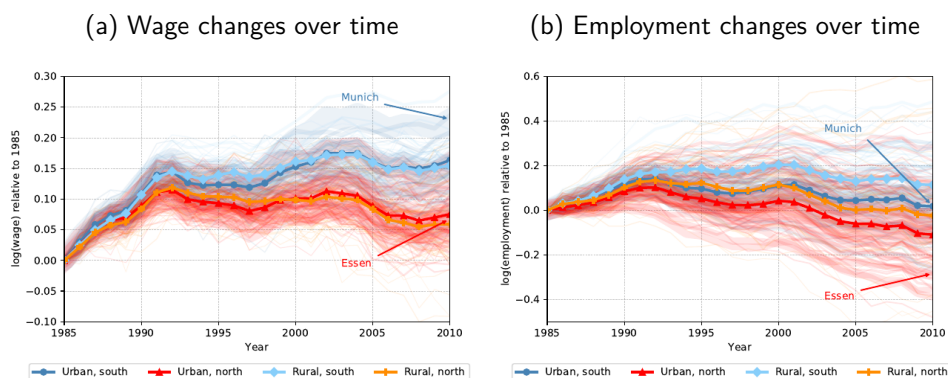 (a) Wage changes over time
(b) Employment changes over time
log(wage) relative to 1985
0.30
0.25
0.20
0.15
0.10
0.05
0.00
−0.05
−0.10
Munich
Essen
1985 1990 1995 2000 2005 2010
Year
Urban, south Urban, north Rural, south Rural, north
log(employment) relative to 1985
0.6
0.4
0.2
0.0
−0.2
−0.4
Munich
Essen
1985 1990 1995 2000 2005 2010
Year
Urban, south Urban, north Rural, south Rural, north